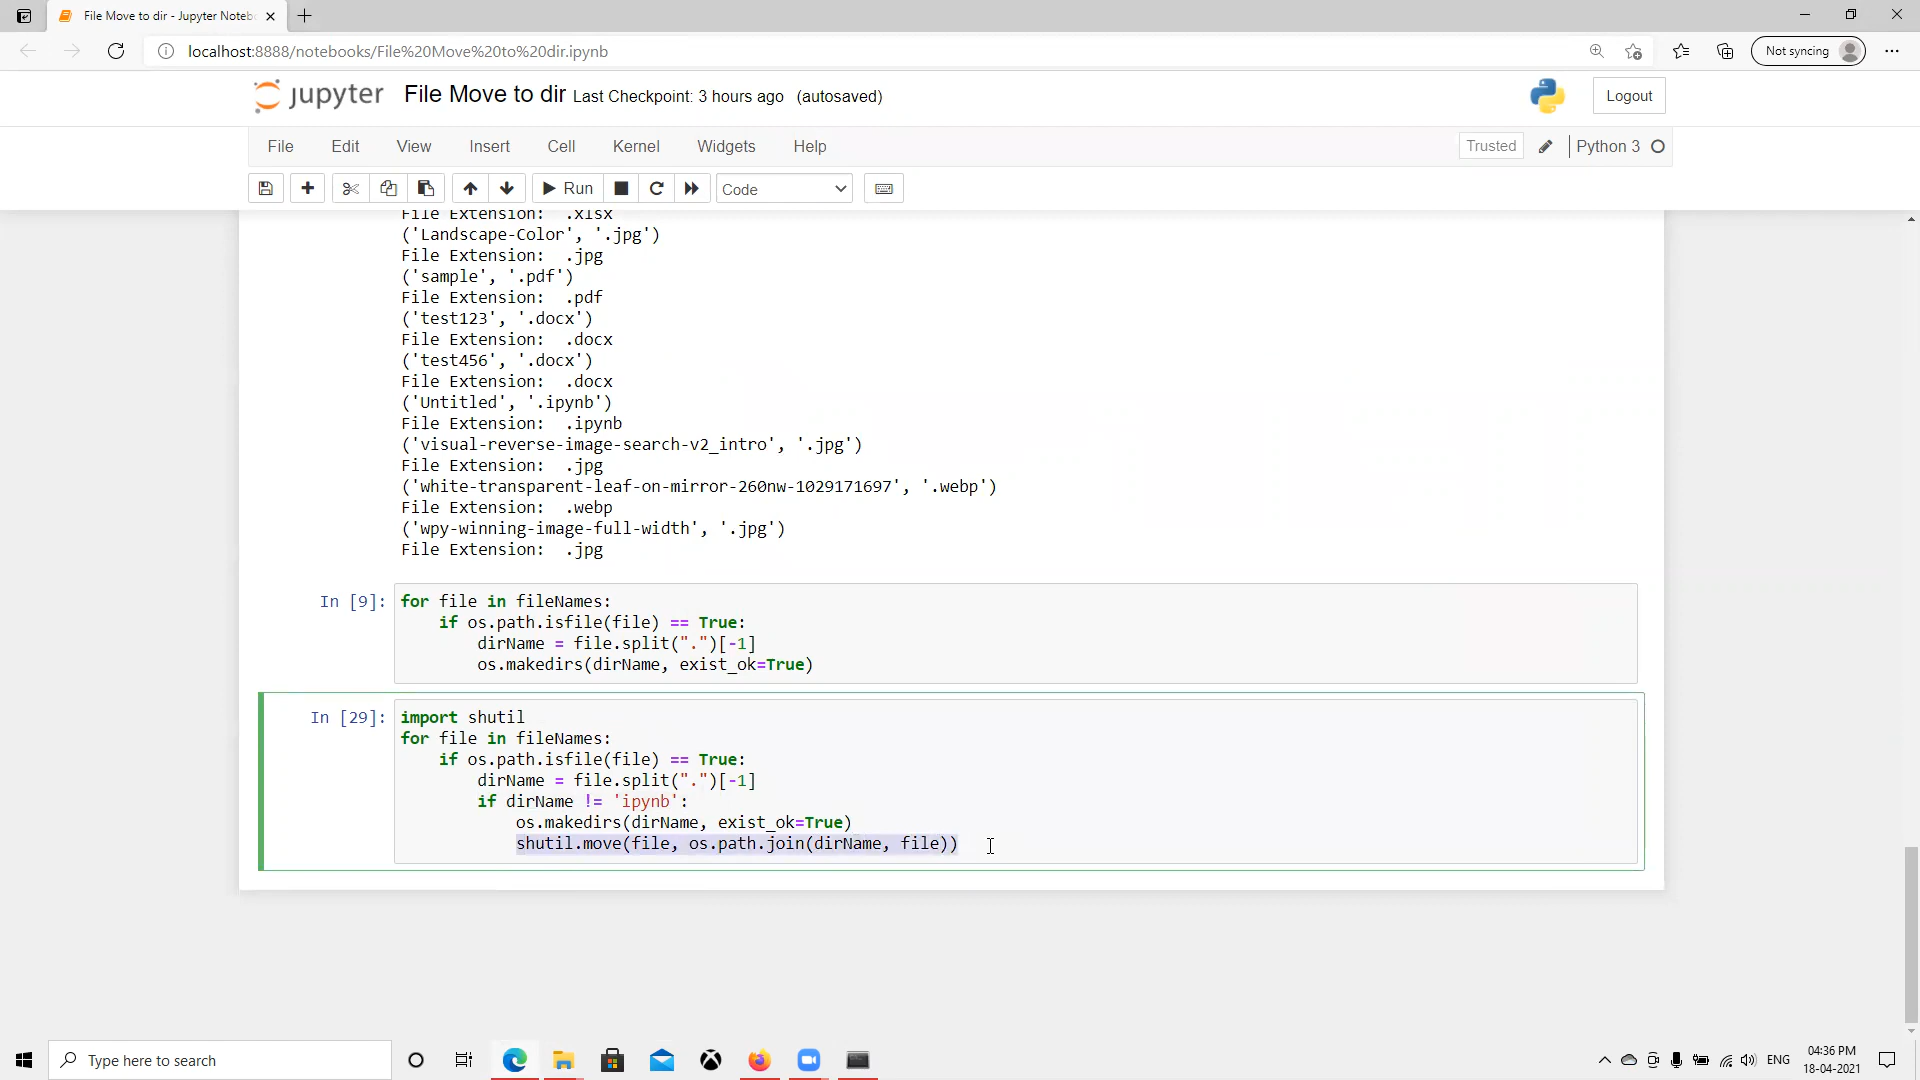 File Move to dir - Jupyter Notebo
localhost:8888/notebooks/File%20Move%20to%20dir.ipynb
Not syncing
jupyter
File Move to dir Last Checkpoint: 3 hours ago (autosaved)
Logout
File Edit View Insert Cell Kernel Widgets Help
Trusted
Python 3
Run
Code
File Extension:  .xlsx
('Landscape-Color', '.jpg')
File Extension:  .jpg
('sample', '.pdf')
File Extension:  .pdf
('test123', '.docx')
File Extension:  .docx
('test456', '.docx')
File Extension:  .docx
('Untitled', '.ipynb')
File Extension:  .ipynb
('visual-reverse-image-search-v2_intro', '.jpg')
File Extension:  .jpg
('white-transparent-leaf-on-mirror-260nw-1029171697', '.webp')
File Extension:  .webp
('wpy-winning-image-full-width', '.jpg')
File Extension:  .jpg
In [9]:
for file in fileNames:
    if os.path.isfile(file) == True:
        dirName = file.split(".")[-1]
        os.makedirs(dirName, exist_ok=True)
In [29]:
import shutil
for file in fileNames:
    if os.path.isfile(file) == True:
        dirName = file.split(".")[-1]
        if dirName != 'ipynb':
            os.makedirs(dirName, exist_ok=True)
            shutil.move(file, os.path.join(dirName, file))
Type here to search
ENG
04:36 PM
18-04-2021